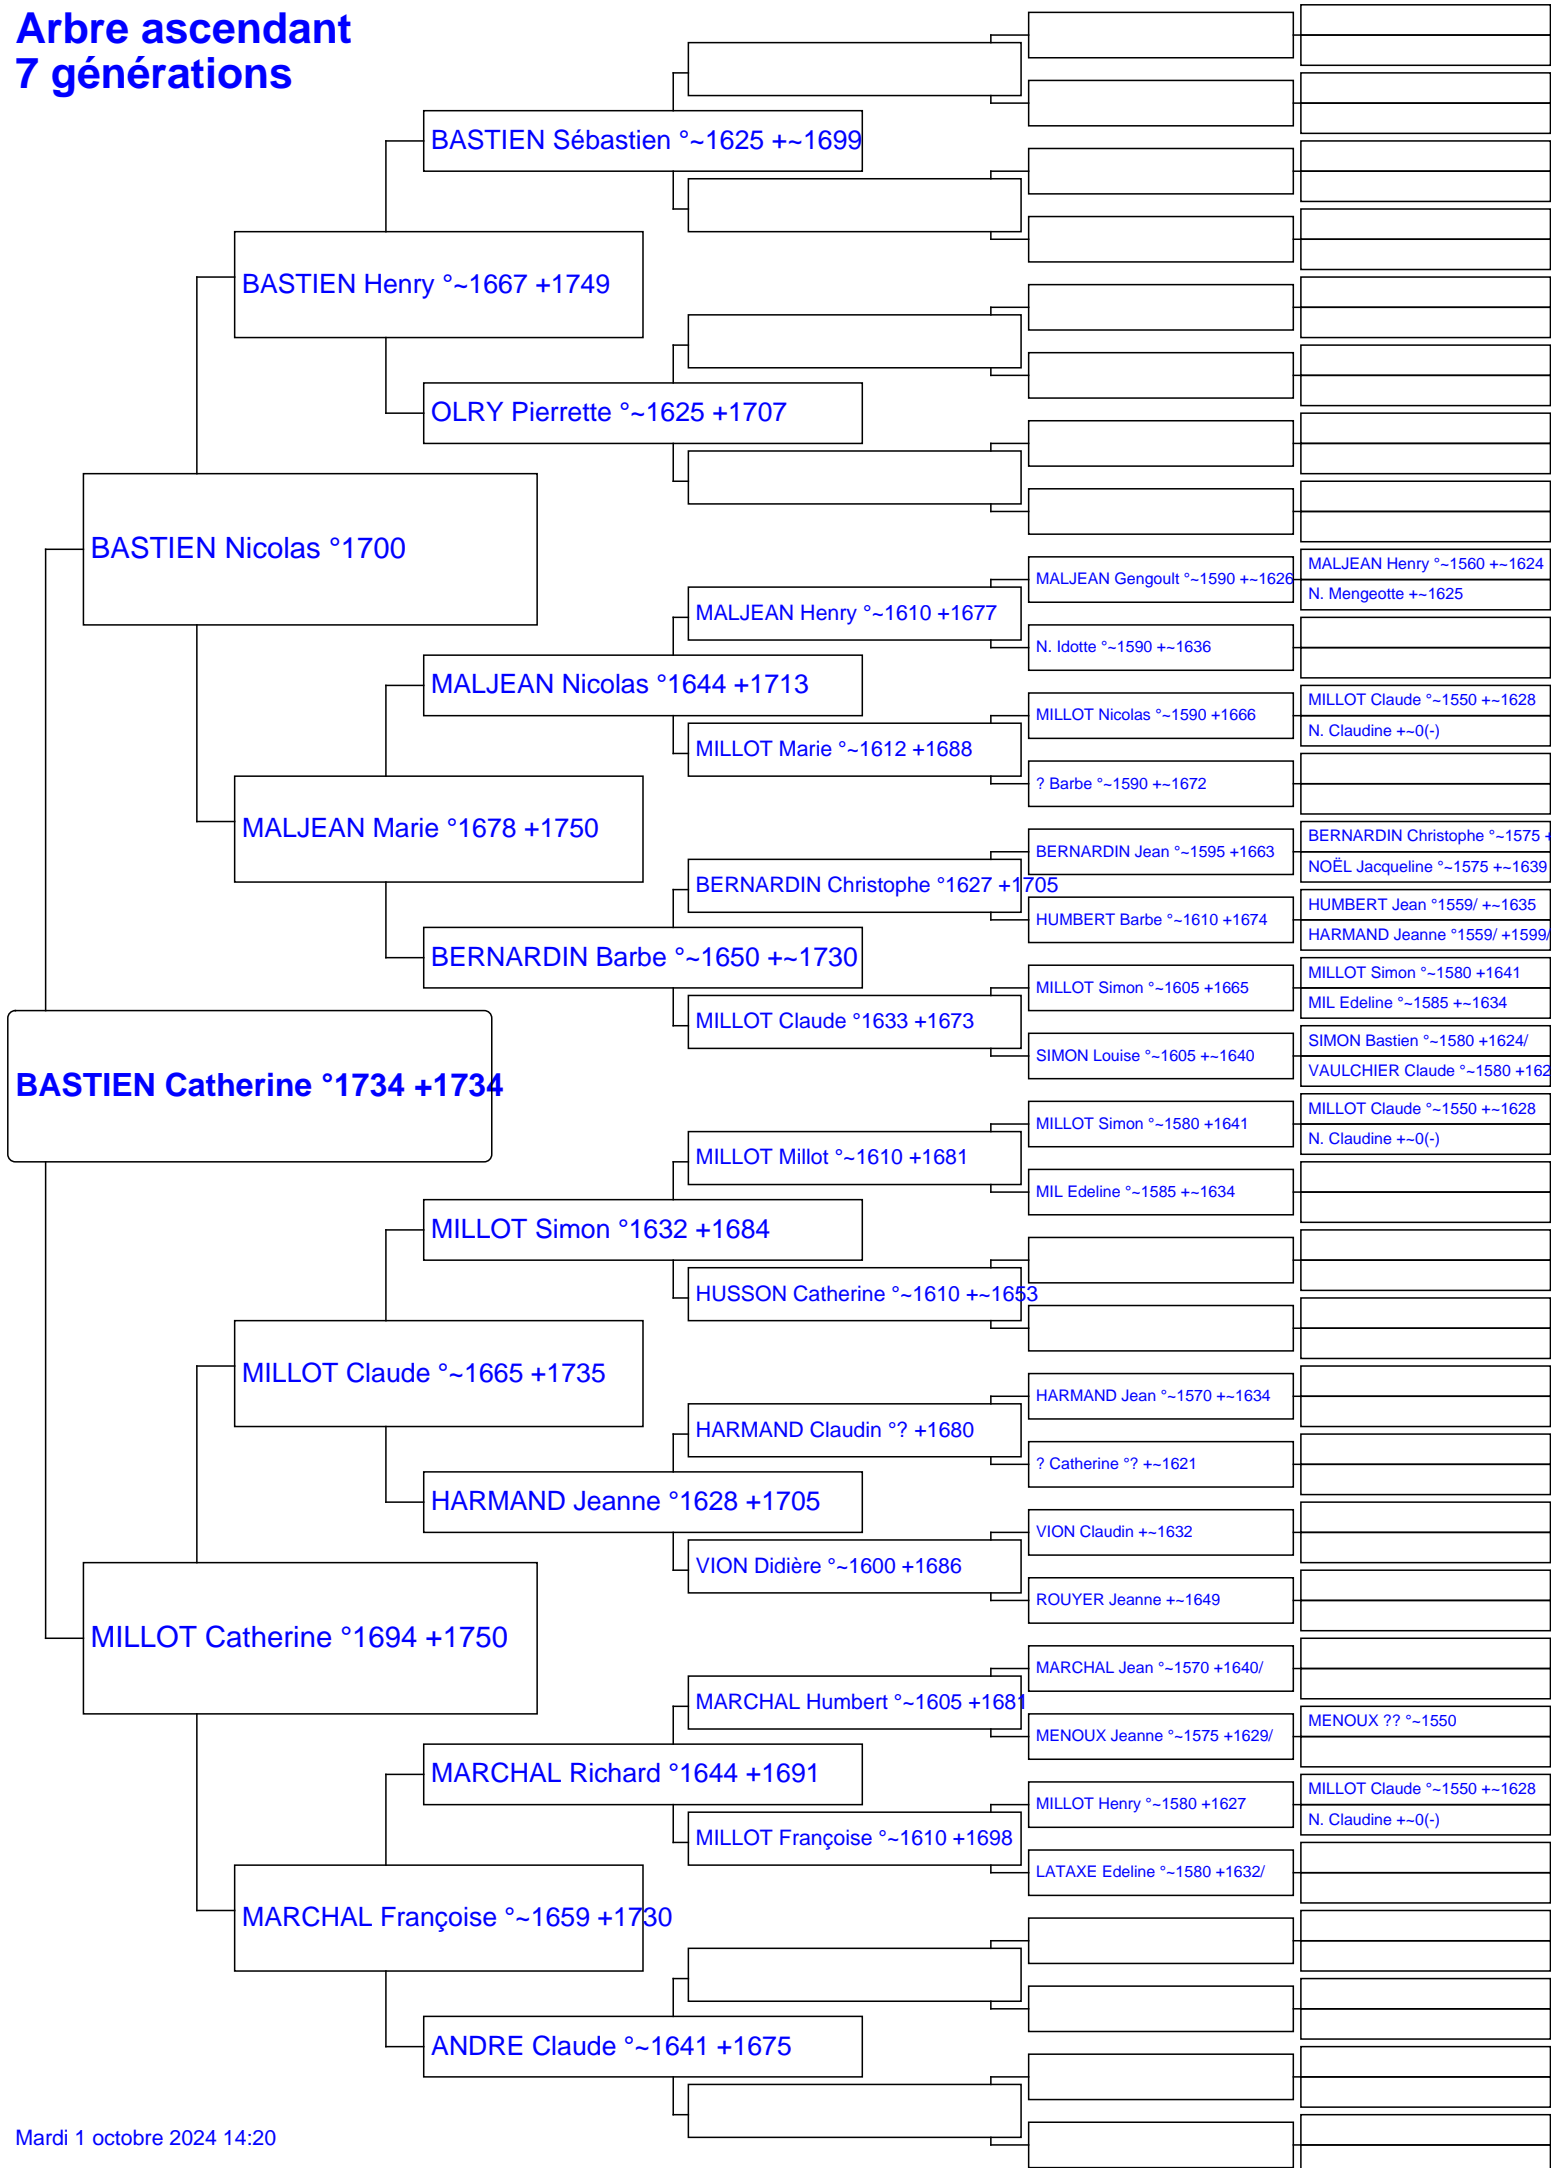 Arbre ascendant
7 générations
BASTIEN Sébastien °~1625 +~1699
BASTIEN Henry °~1667 +1749
OLRY Pierrette °~1625 +1707
BASTIEN Nicolas °1700
MALJEAN Gengoult °~1590 +~1626
MALJEAN Henry °~1560 +~1624
N. Mengeotte +~1625
MALJEAN Henry °~1610 +1677
N. Idotte °~1590 +~1636
MALJEAN Nicolas °1644 +1713
MILLOT Nicolas °~1590 +1666
MILLOT Claude °~1550 +~1628
N. Claudine +~0(-)
MILLOT Marie °~1612 +1688
? Barbe °~1590 +~1672
MALJEAN Marie °1678 +1750
BERNARDIN Jean °~1595 +1663
BERNARDIN Christophe °~1575 +
NOËL Jacqueline °~1575 +~1639
BERNARDIN Christophe °1627 +1705
HUMBERT Barbe °~1610 +1674
HUMBERT Jean °1559/ +~1635
HARMAND Jeanne °1559/ +1599/
BERNARDIN Barbe °~1650 +~1730
MILLOT Simon °~1605 +1665
MILLOT Simon °~1580 +1641
MIL Edeline °~1585 +~1634
MILLOT Claude °1633 +1673
SIMON Louise °~1605 +~1640
SIMON Bastien °~1580 +1624/
VAULCHIER Claude °~1580 +162
BASTIEN Catherine °1734 +1734
MILLOT Simon °~1580 +1641
MILLOT Claude °~1550 +~1628
N. Claudine +~0(-)
MILLOT Millot °~1610 +1681
MIL Edeline °~1585 +~1634
MILLOT Simon °1632 +1684
HUSSON Catherine °~1610 +~1653
MILLOT Claude °~1665 +1735
HARMAND Jean °~1570 +~1634
HARMAND Claudin °? +1680
? Catherine °? +~1621
HARMAND Jeanne °1628 +1705
VION Claudin +~1632
VION Didière °~1600 +1686
ROUYER Jeanne +~1649
MILLOT Catherine °1694 +1750
MARCHAL Jean °~1570 +1640/
MARCHAL Humbert °~1605 +1681
MENOUX Jeanne °~1575 +1629/
MENOUX ?? °~1550
MARCHAL Richard °1644 +1691
MILLOT Henry °~1580 +1627
MILLOT Claude °~1550 +~1628
N. Claudine +~0(-)
MILLOT Françoise °~1610 +1698
LATAXE Edeline °~1580 +1632/
MARCHAL Françoise °~1659 +1730
ANDRE Claude °~1641 +1675
Mardi 1 octobre 2024 14:20